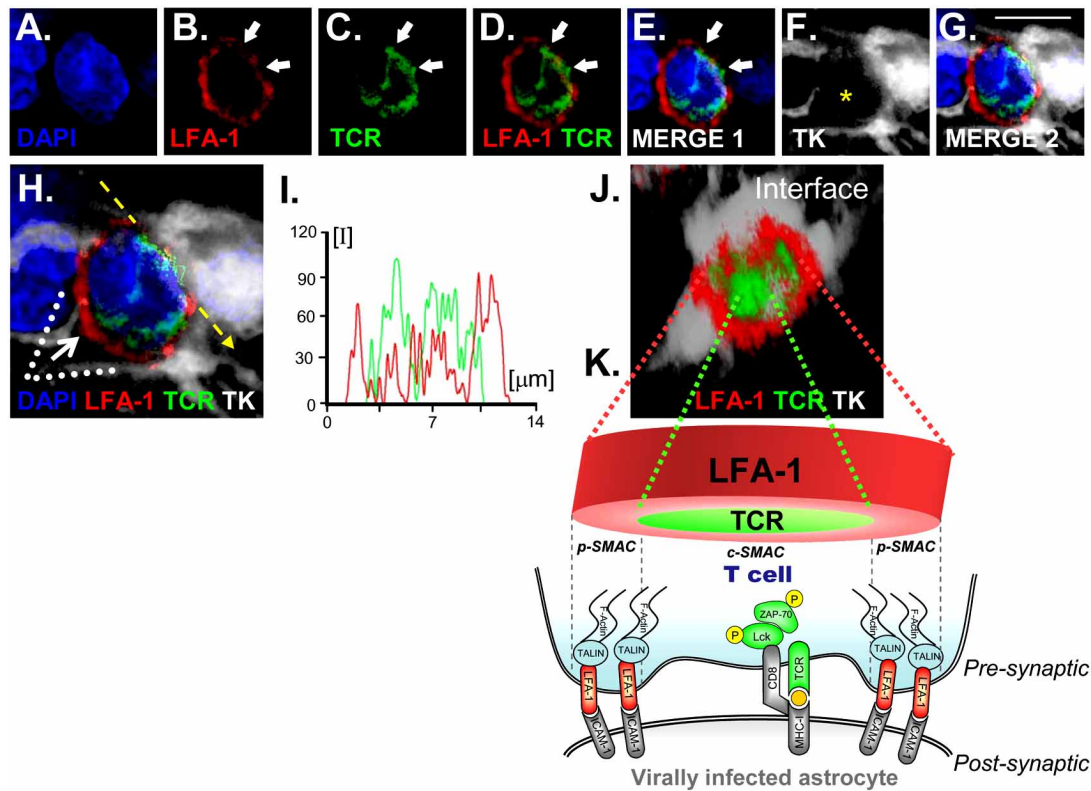 A.
DAPI
B.
LFA-1
C.
TCR
D.
LFA-1 TCR
E.
MERGE 1
F.
*
TK
G.
MERGE 2
H.
DAPI LFA-1 TCR TK
I.
[I]
120
90
60
30
0
[μm]
7
14
J.
Interface
K.
LFA-1 TCR TK
LFA-1
TCR
p-SMAC
c-SMAC
p-SMAC
T cell
F-Actin
F-Actin
P
ZAP-70
P
Lck
F-Actin
F-Actin
TALIN
TALIN
TALIN
TALIN
LFA-1
LFA-1
CD8
TCR
LFA-1
LFA-1
Pre-synaptic
ICAM-1
ICAM-1
MHC-I
ICAM-1
ICAM-1
Post-synaptic
Virally infected astrocyte